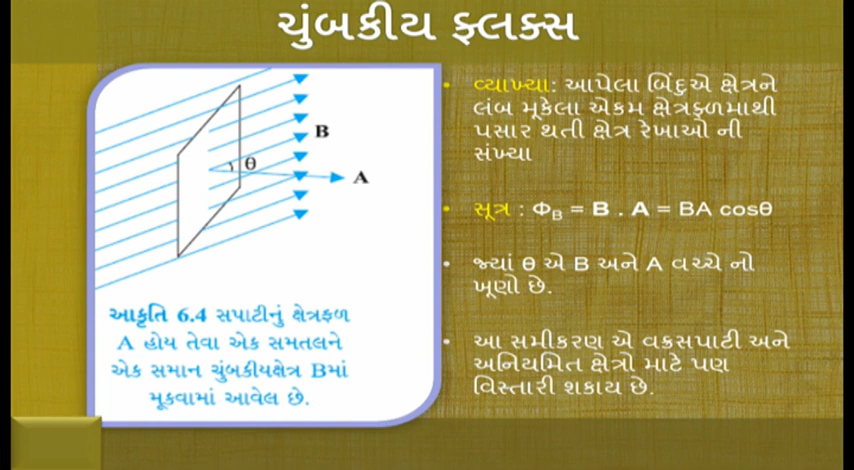 ચુંબકીય ફ્લક્સ
B
θ
A
આકૃતિ 6.4 સપાટીનું ક્ષેત્રફળ
A હોય તેવા એક સમતલને
એક સમાન ચુંબકીયક્ષેત્ર Bમાં
મૂકવામાં આવેલ છે.
• વ્યાખ્યા: આપેલા બિંદુએ ક્ષેત્રને
લંબ મૂકેલા એકમ ક્ષેત્રફળમાથી
પસાર થતી ક્ષેત્ર રેખાઓ ની
સંખ્યા
• સૂત્ર : Φ_B = B . A = BA cosθ
• જ્યાં θ એ B અને A વચ્ચે નો
ખૂણો છે.
• આ સમીકરણ એ વક્રસપાટી અને
અનિયમિત ક્ષેત્રો માટે પણ
વિસ્તારી શકાય છે.